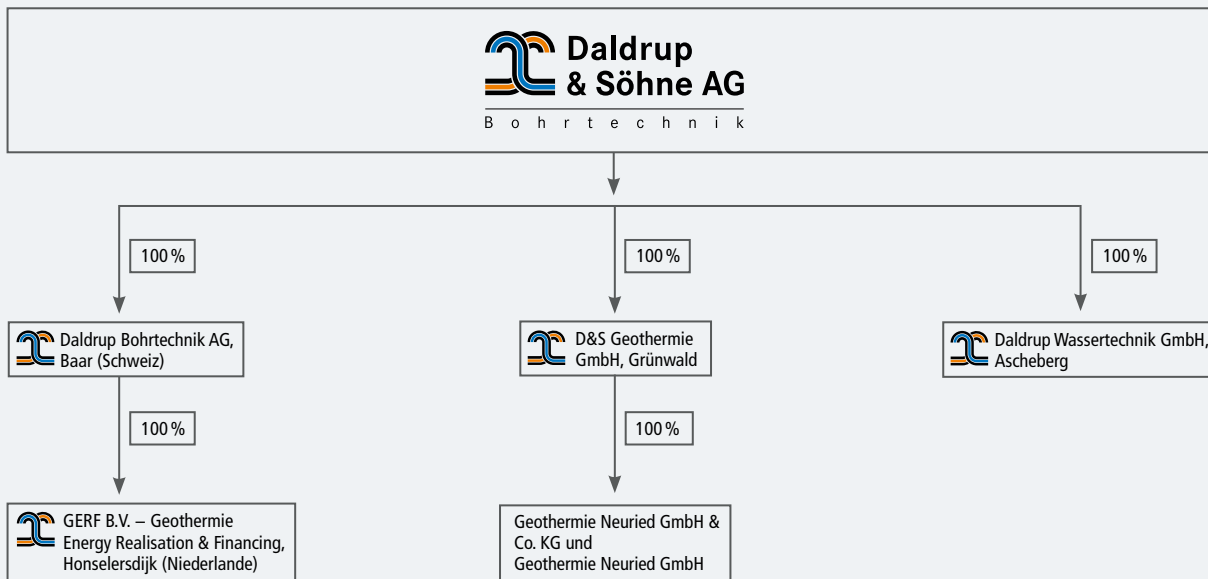 Daldrup
& Söhne AG
Bohrtechnik
100 %
100 %
100 %
Daldrup Bohrtechnik AG,
Baar (Schweiz)
D&S Geothermie
GmbH, Grünwald
Daldrup Wassertechnik GmbH,
Ascheberg
100 %
100 %
GERF B.V. – Geothermie
Energy Realisation & Financing,
Honselersdijk (Niederlande)
Geothermie Neuried GmbH &
Co. KG und
Geothermie Neuried GmbH